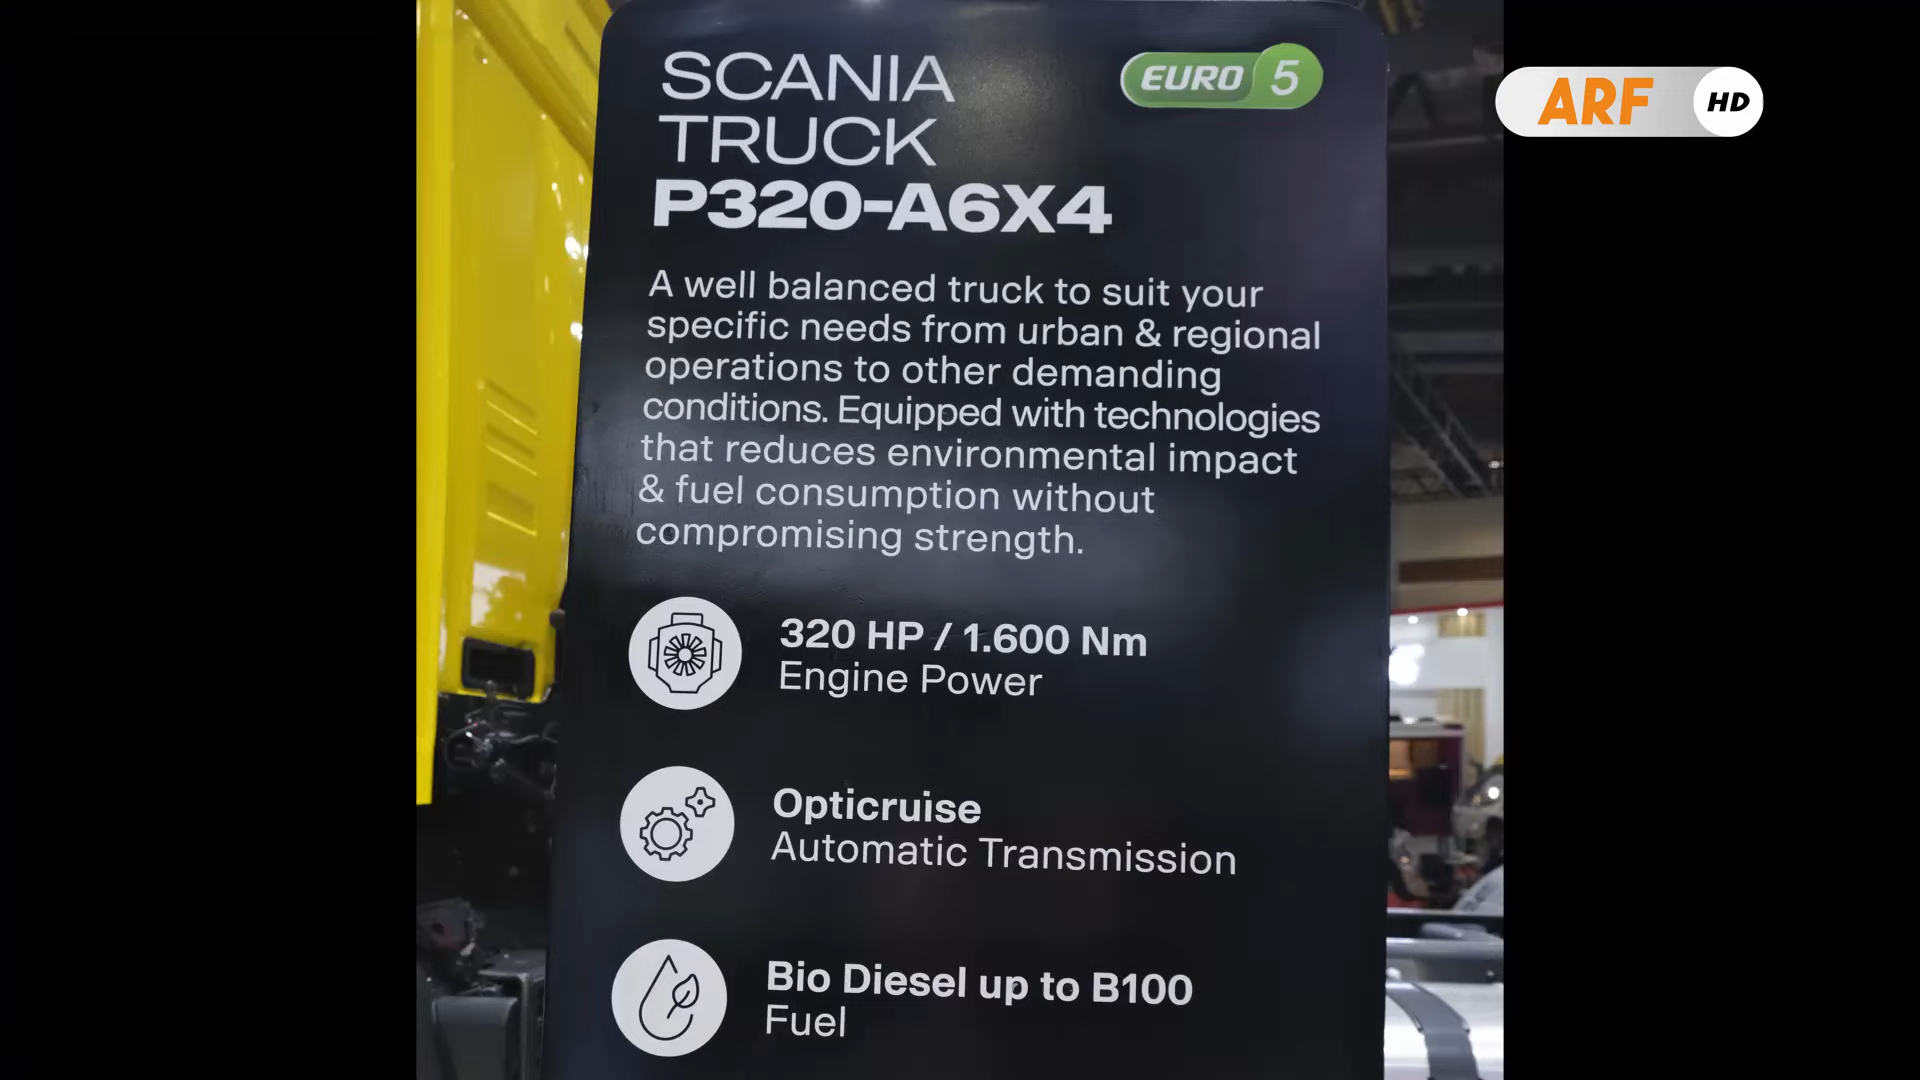 SCANIA
TRUCK
P320-A6X4
EURO 5
ARF HD
A well balanced truck to suit your
specific needs from urban & regional
operations to other demanding
conditions. Equipped with technologies
that reduces environmental impact
& fuel consumption without
compromising strength.
320 HP / 1.600 Nm
Engine Power
Opticruise
Automatic Transmission
Bio Diesel up to B100
Fuel